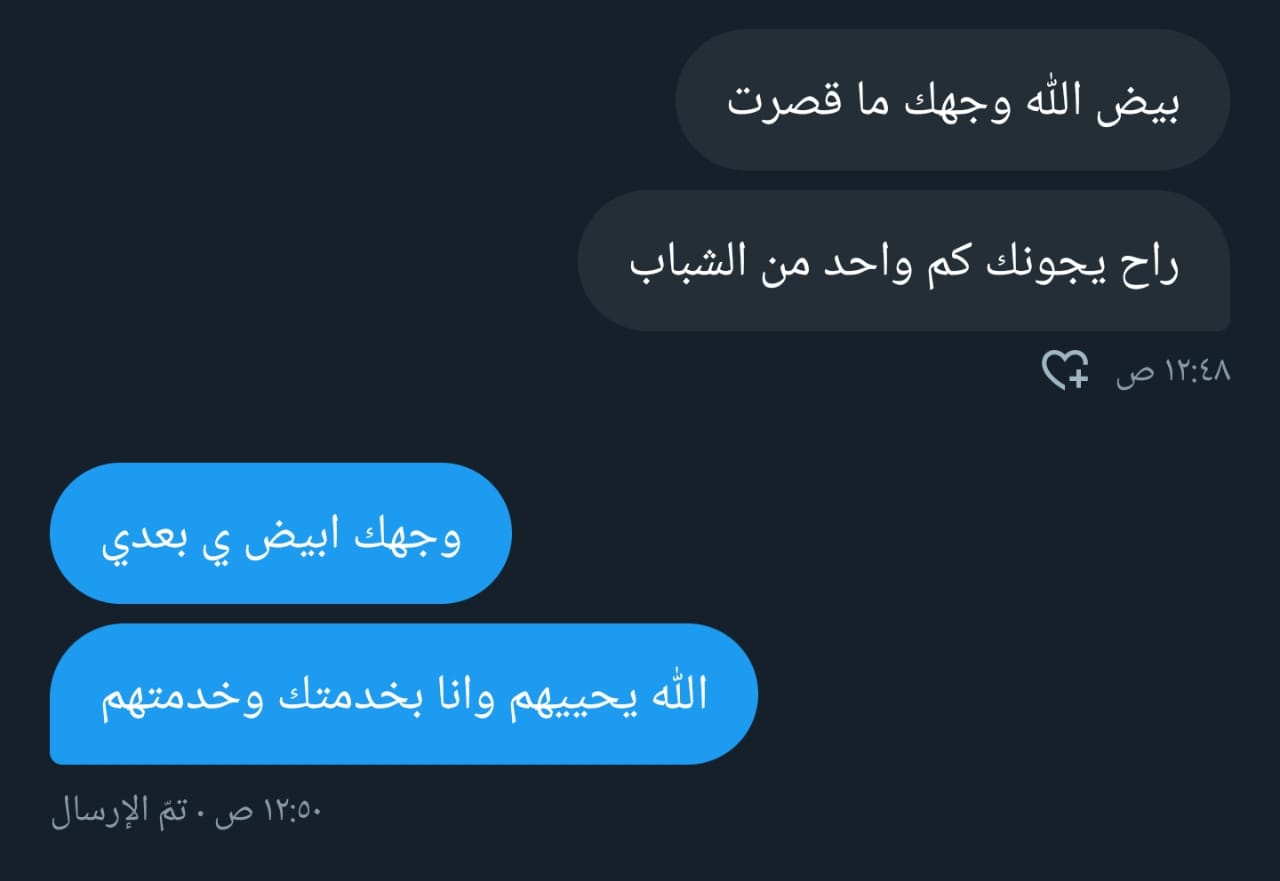 بيض الله وجهك ما قصرت
راح يجونك كم واحد من الشباب
١٢:٤٨ ص
وجهك ابيض ي بعدي
الله يحييهم وانا بخدمتك وخدمتهم
١٢:٥٠ ص · تمّ الإرسال